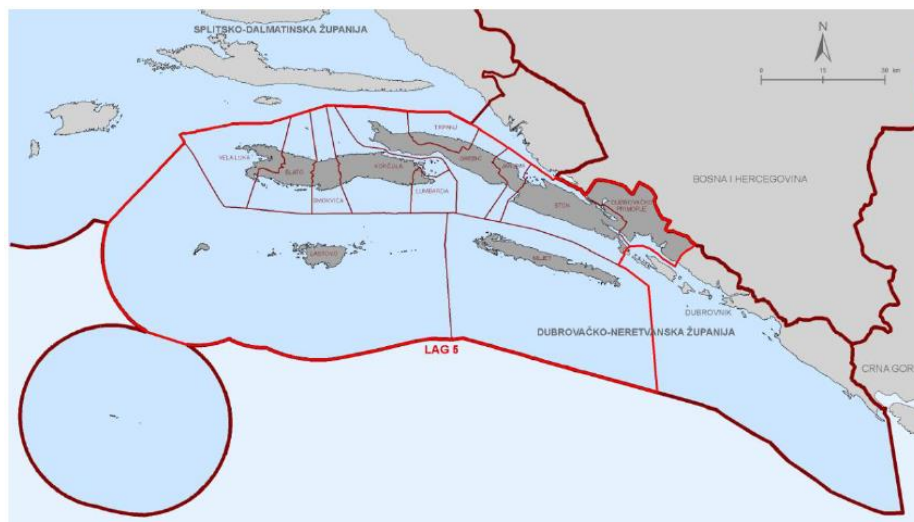 SPLITSKO-DALMATINSKA ŽUPANIJA
N
0 15 30 km
TRPANJ
VELA LUKA
OREBIĆ
BLATO
KORČULA
BOSNA I HERCEGOVINA
LUMBARDA
SMOKVICA
STON
DUBROVAČKO
PRIMORJE
LASTOVO
MLJET
DUBROVNIK
DUBROVAČKO-NERETVANSKA ŽUPANIJA
LAG 5
CRNA GOR